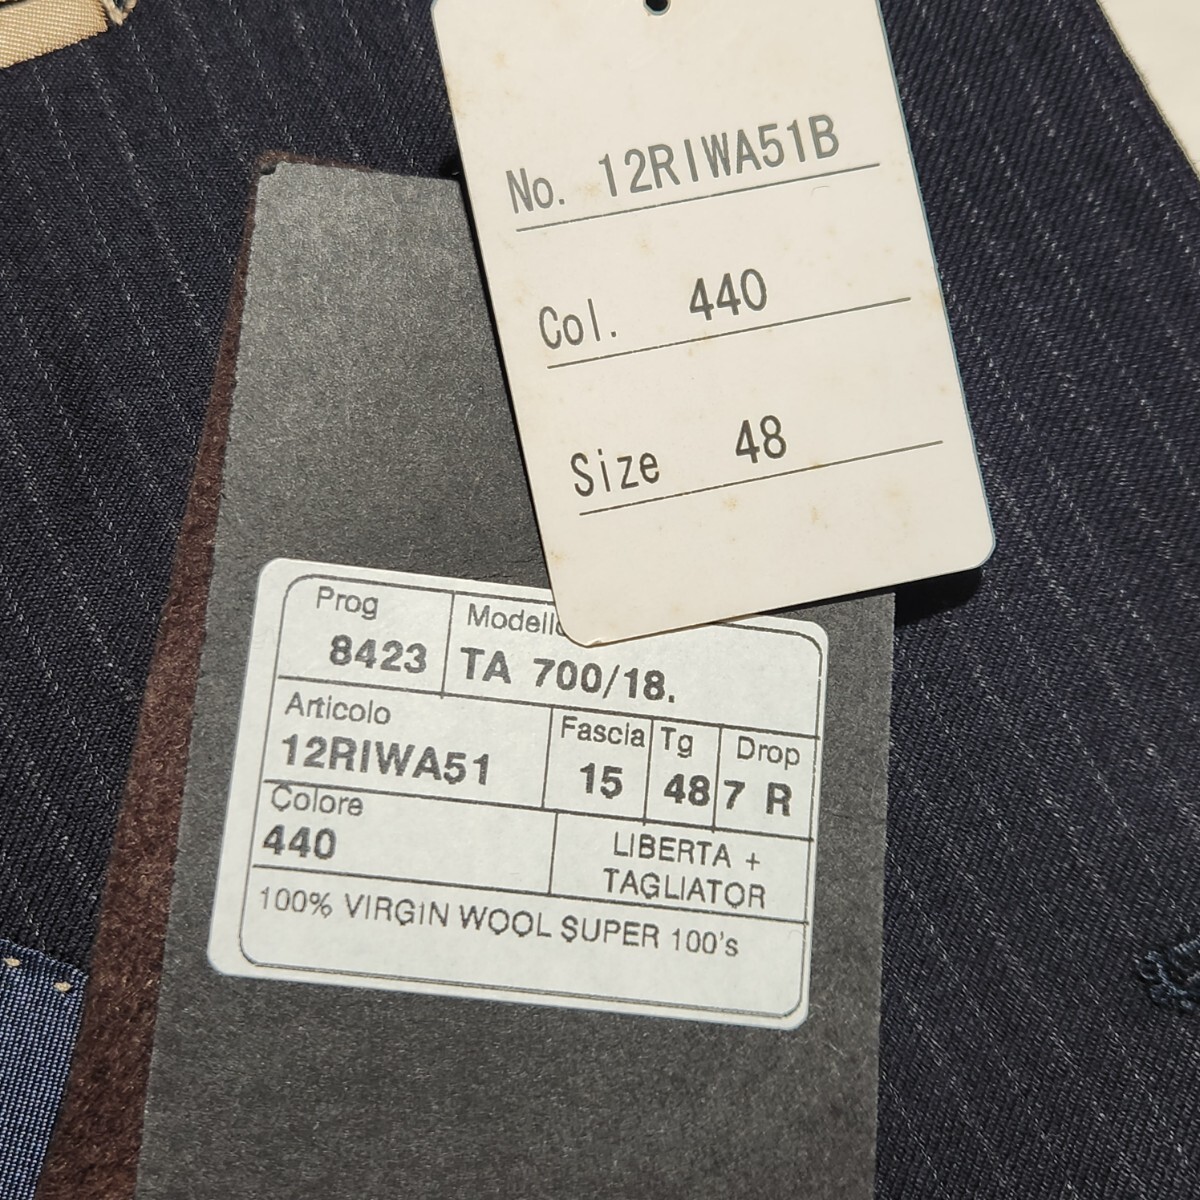 No. 12RIWA51B
Col. 440
Size 48
Prog
8423
TA 700/18.
Articolo
12RIWA51
Fascia
15
Tg
48
Drop
7 R
Colore
440
LIBERTA +
TAGLIATOR
100% VIRGIN WOOL SUPER 100's